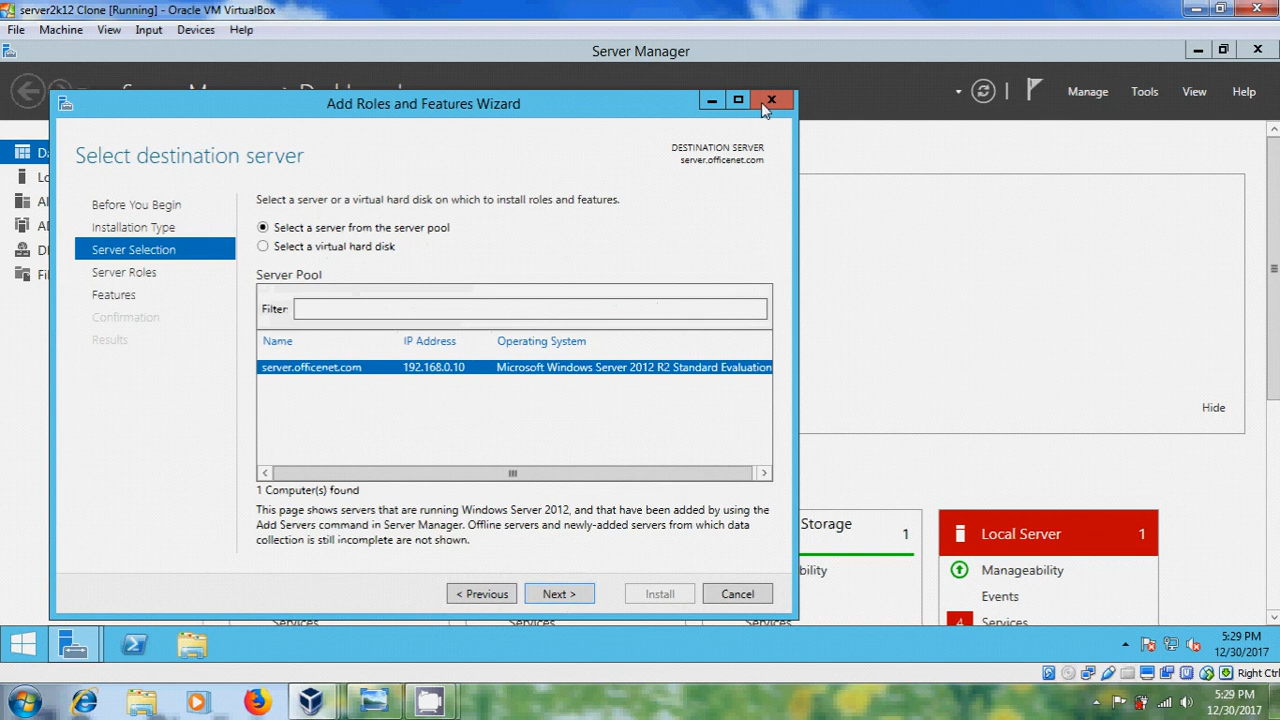 server2k12 Clone [Running] - Oracle VM VirtualBox
File Machine View Input Devices Help
Server Manager
Manage Tools View Help
Add Roles and Features Wizard
Select destination server
DESTINATION SERVER
server.officenet.com
Before You Begin
Installation Type
Server Selection
Server Roles
Features
Confirmation
Results
Select a server or a virtual hard disk on which to install roles and features.
Select a server from the server pool
Select a virtual hard disk
Server Pool
Filter:
Name IP Address Operating System
server.officenet.com 192.168.0.10 Microsoft Windows Server 2012 R2 Standard Evaluation
1 Computer(s) found
This page shows servers that are running Windows Server 2012, and that have been added by using the
Add Servers command in Server Manager. Offline servers and newly-added servers from which data
collection is still incomplete are not shown.
< Previous Next > Install Cancel
Hide
Storage 1
Local Server 1
Manageability
Events
4 Services
5:29 PM
12/30/2017
Right Ctrl
5:29 PM
12/30/2017